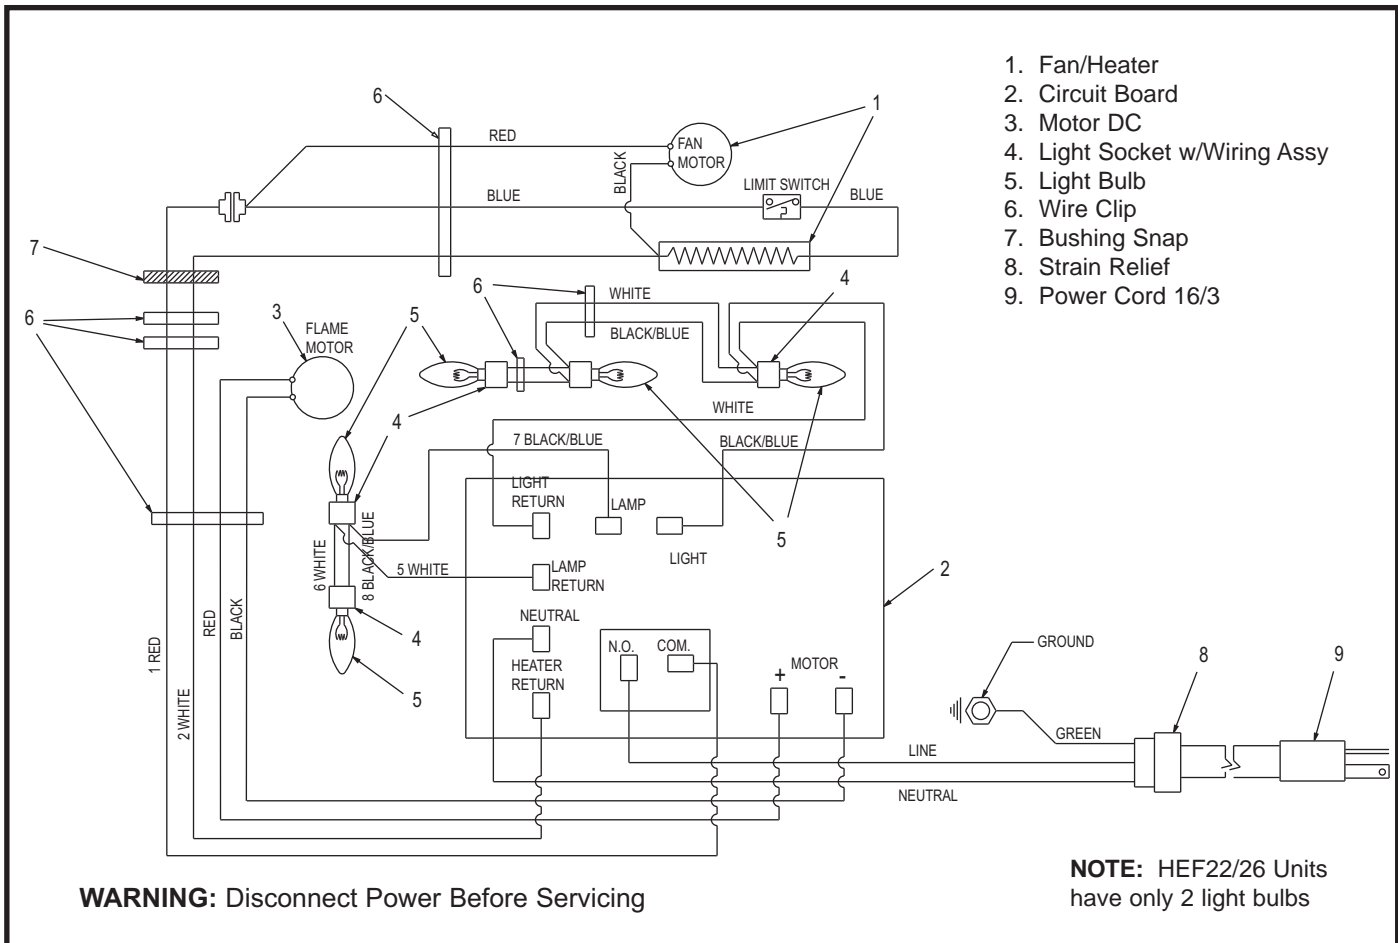 1. Fan/Heater
2. Circuit Board
3. Motor DC
4. Light Socket w/Wiring Assy
5. Light Bulb
6. Wire Clip
7. Bushing Snap
8. Strain Relief
9. Power Cord 16/3
6
1
RED
FAN
MOTOR
BLACK
LIMIT SWITCH
BLUE
BLUE
7
6
3
FLAME
MOTOR
5
6
WHITE
4
BLACK/BLUE
4
WHITE
7 BLACK/BLUE
BLACK/BLUE
LIGHT
RETURN
LAMP
LIGHT
5
8 BLACK/BLUE
6 WHITE
5 WHITE
LAMP
RETURN
2
4
NEUTRAL
HEATER
RETURN
N.O.
COM.
MOTOR
+
-
5
RED
BLACK
1 RED
2 WHITE
GROUND
8
9
GREEN
LINE
NEUTRAL
WARNING: Disconnect Power Before Servicing
NOTE: HEF22/26 Units
have only 2 light bulbs